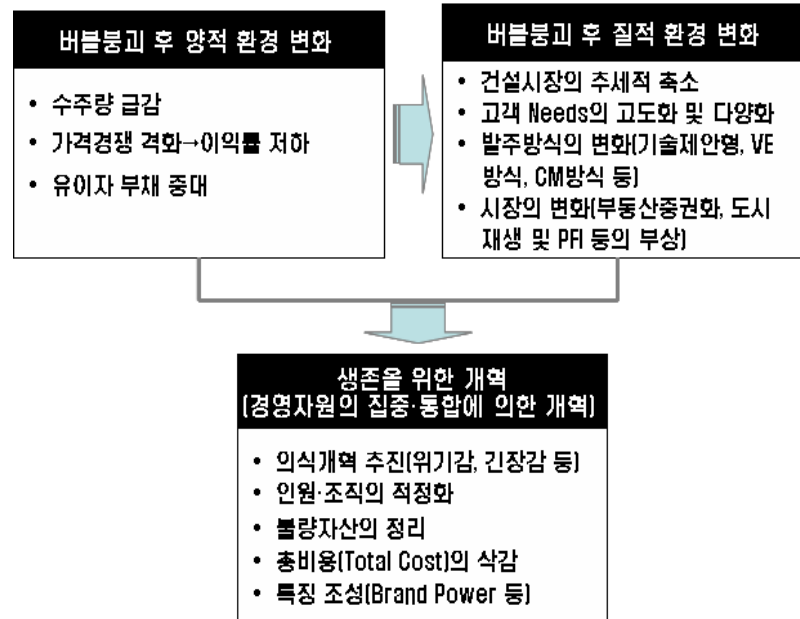 버블붕괴 후 양적 환경 변화
• 수주량 급감
• 가격경쟁 격화→이익률 저하
• 유이자 부채 증대
버블붕괴 후 질적 환경 변화
• 건설시장의 추세적 축소
• 고객 Needs의 고도화 및 다양화
• 발주방식의 변화(기술제안형, VE
방식, CM방식 등)
• 시장의 변화(부동산증권화, 도시
재생 및 PFI 등의 부상)
생존을 위한 개혁
(경영자원의 집중·통합에 의한 개혁)
• 의식개혁 추진(위기감, 긴장감 등)
• 인원·조직의 적정화
• 불량자산의 정리
• 총비용(Total Cost)의 삭감
• 특징 조성(Brand Power 등)